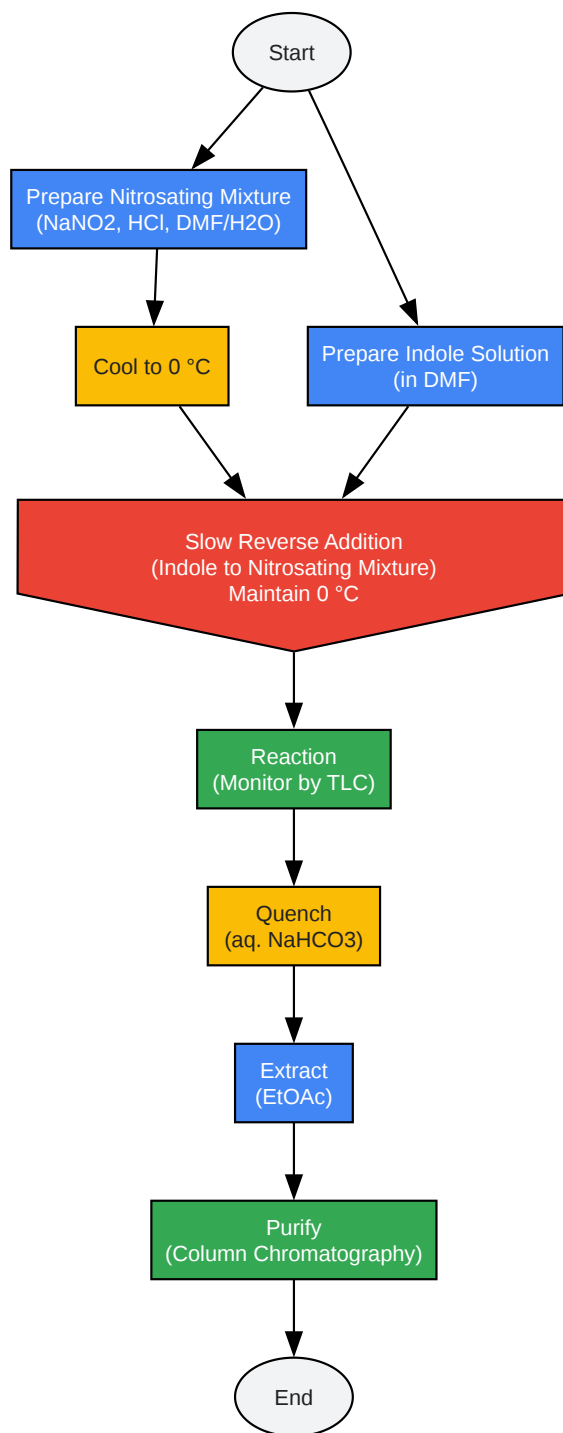 Start
Prepare Nitrosating Mixture
(NaNO2, HCl, DMF/H2O)
Cool to 0 °C
Prepare Indole Solution
(in DMF)
Slow Reverse Addition
(Indole to Nitrosating Mixture)
Maintain 0 °C
Reaction
(Monitor by TLC)
Quench
(aq. NaHCO3)
Extract
(EtOAc)
Purify
(Column Chromatography)
End